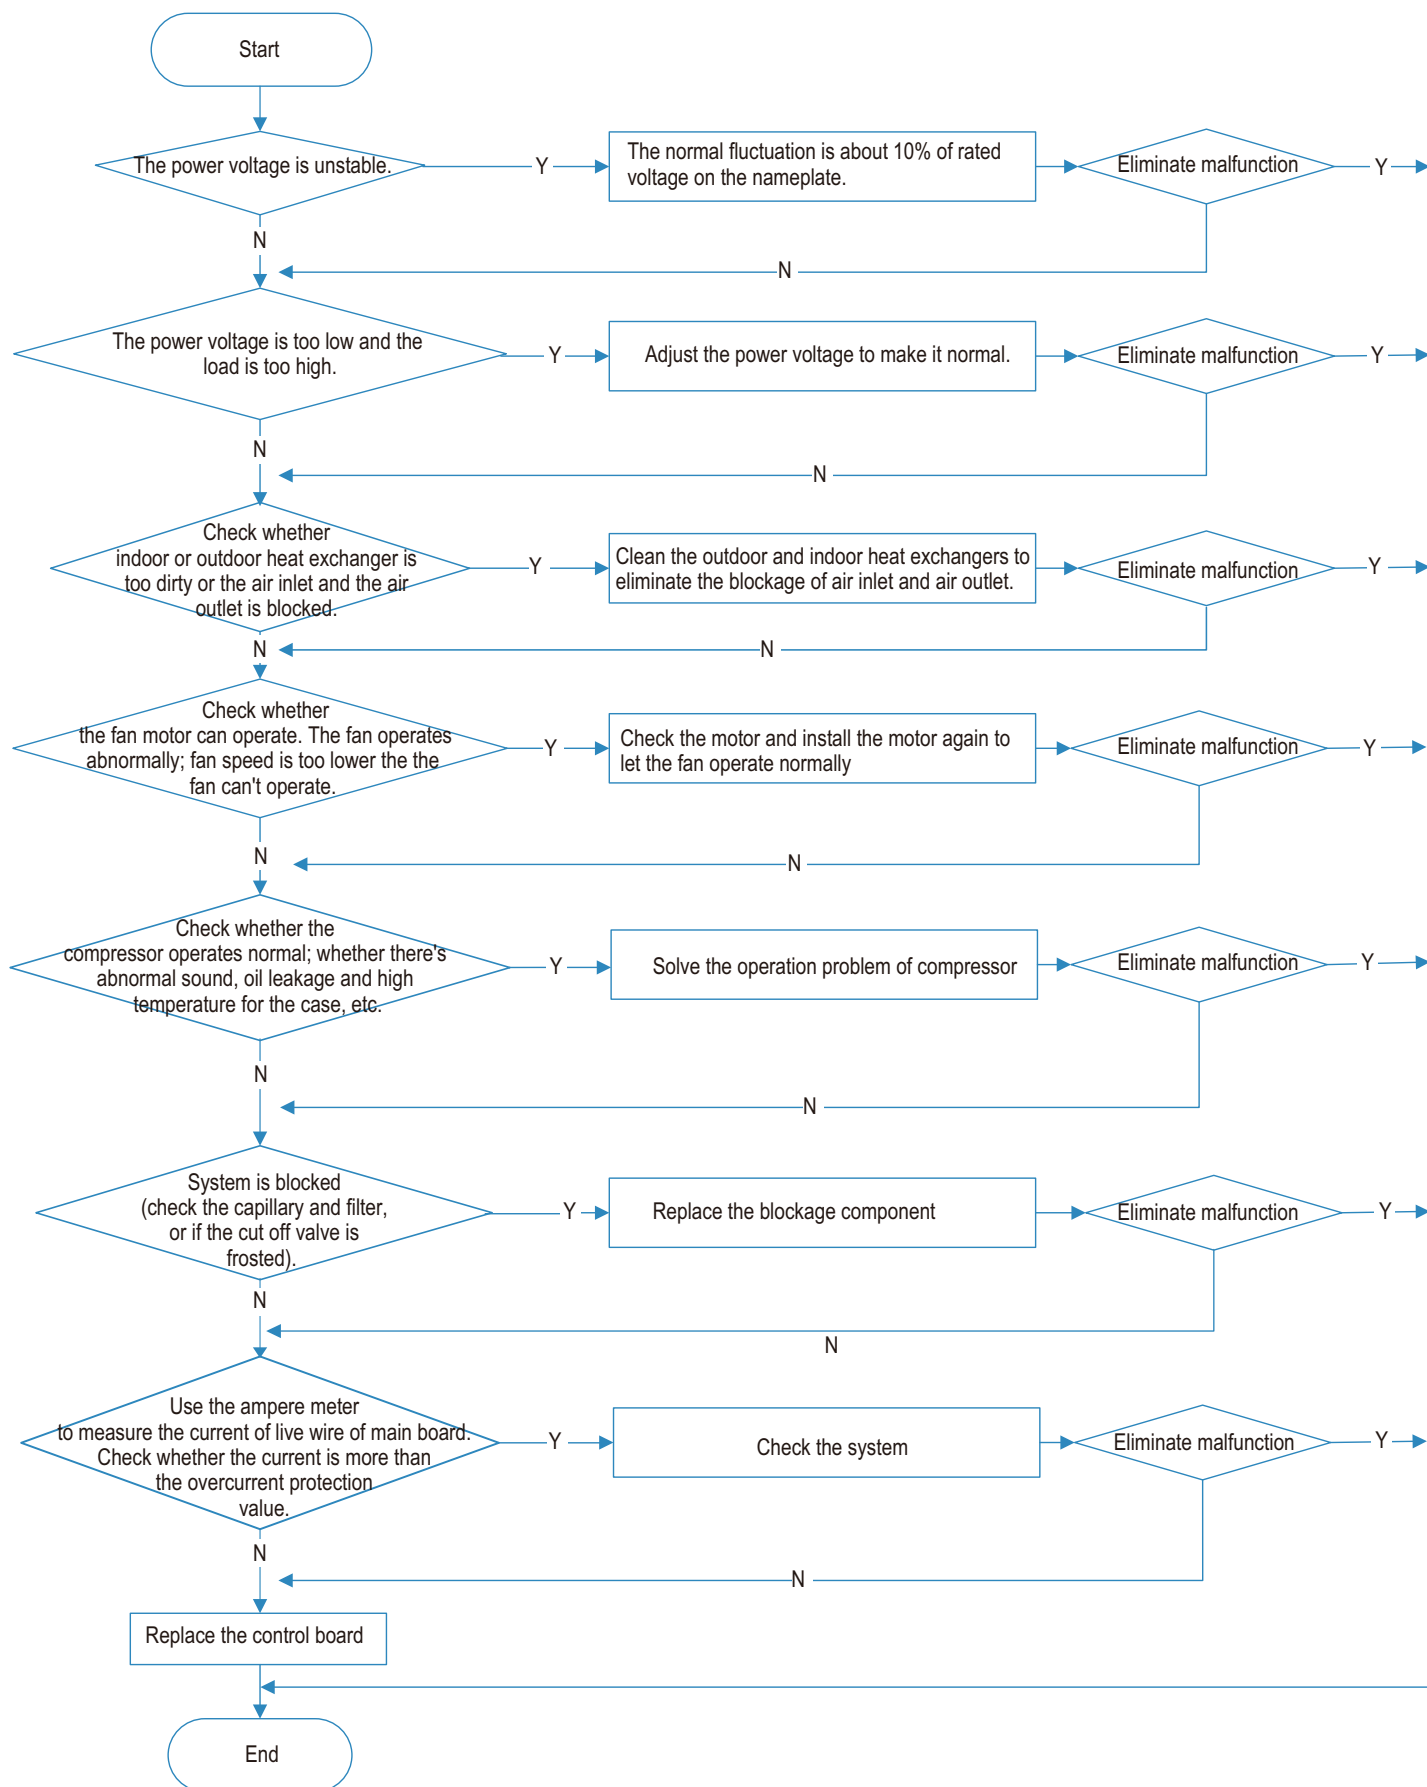 Start
The power voltage is unstable.
Y
The normal fluctuation is about 10% of rated
voltage on the nameplate.
Eliminate malfunction
Y
N
N
The power voltage is too low and the
load is too high.
Y
Adjust the power voltage to make it normal.
Eliminate malfunction
Y
N
N
Check whether
indoor or outdoor heat exchanger is
too dirty or the air inlet and the air
outlet is blocked.
Y
Clean the outdoor and indoor heat exchangers to
eliminate the blockage of air inlet and air outlet.
Eliminate malfunction
Y
N
N
Check whether
the fan motor can operate. The fan operates
abnormally; fan speed is too lower the the
fan can't operate.
Y
Check the motor and install the motor again to
let the fan operate normally
Eliminate malfunction
Y
N
N
Check whether the
compressor operates normal; whether there's
abnormal sound, oil leakage and high
temperature for the case, etc.
Y
Solve the operation problem of compressor
Eliminate malfunction
Y
N
N
System is blocked
(check the capillary and filter,
or if the cut off valve is
frosted).
Y
Replace the blockage component
Eliminate malfunction
Y
N
N
Use the ampere meter
to measure the current of live wire of main board.
Check whether the current is more than
the overcurrent protection
value.
Y
Check the system
Eliminate malfunction
Y
N
N
Replace the control board
End